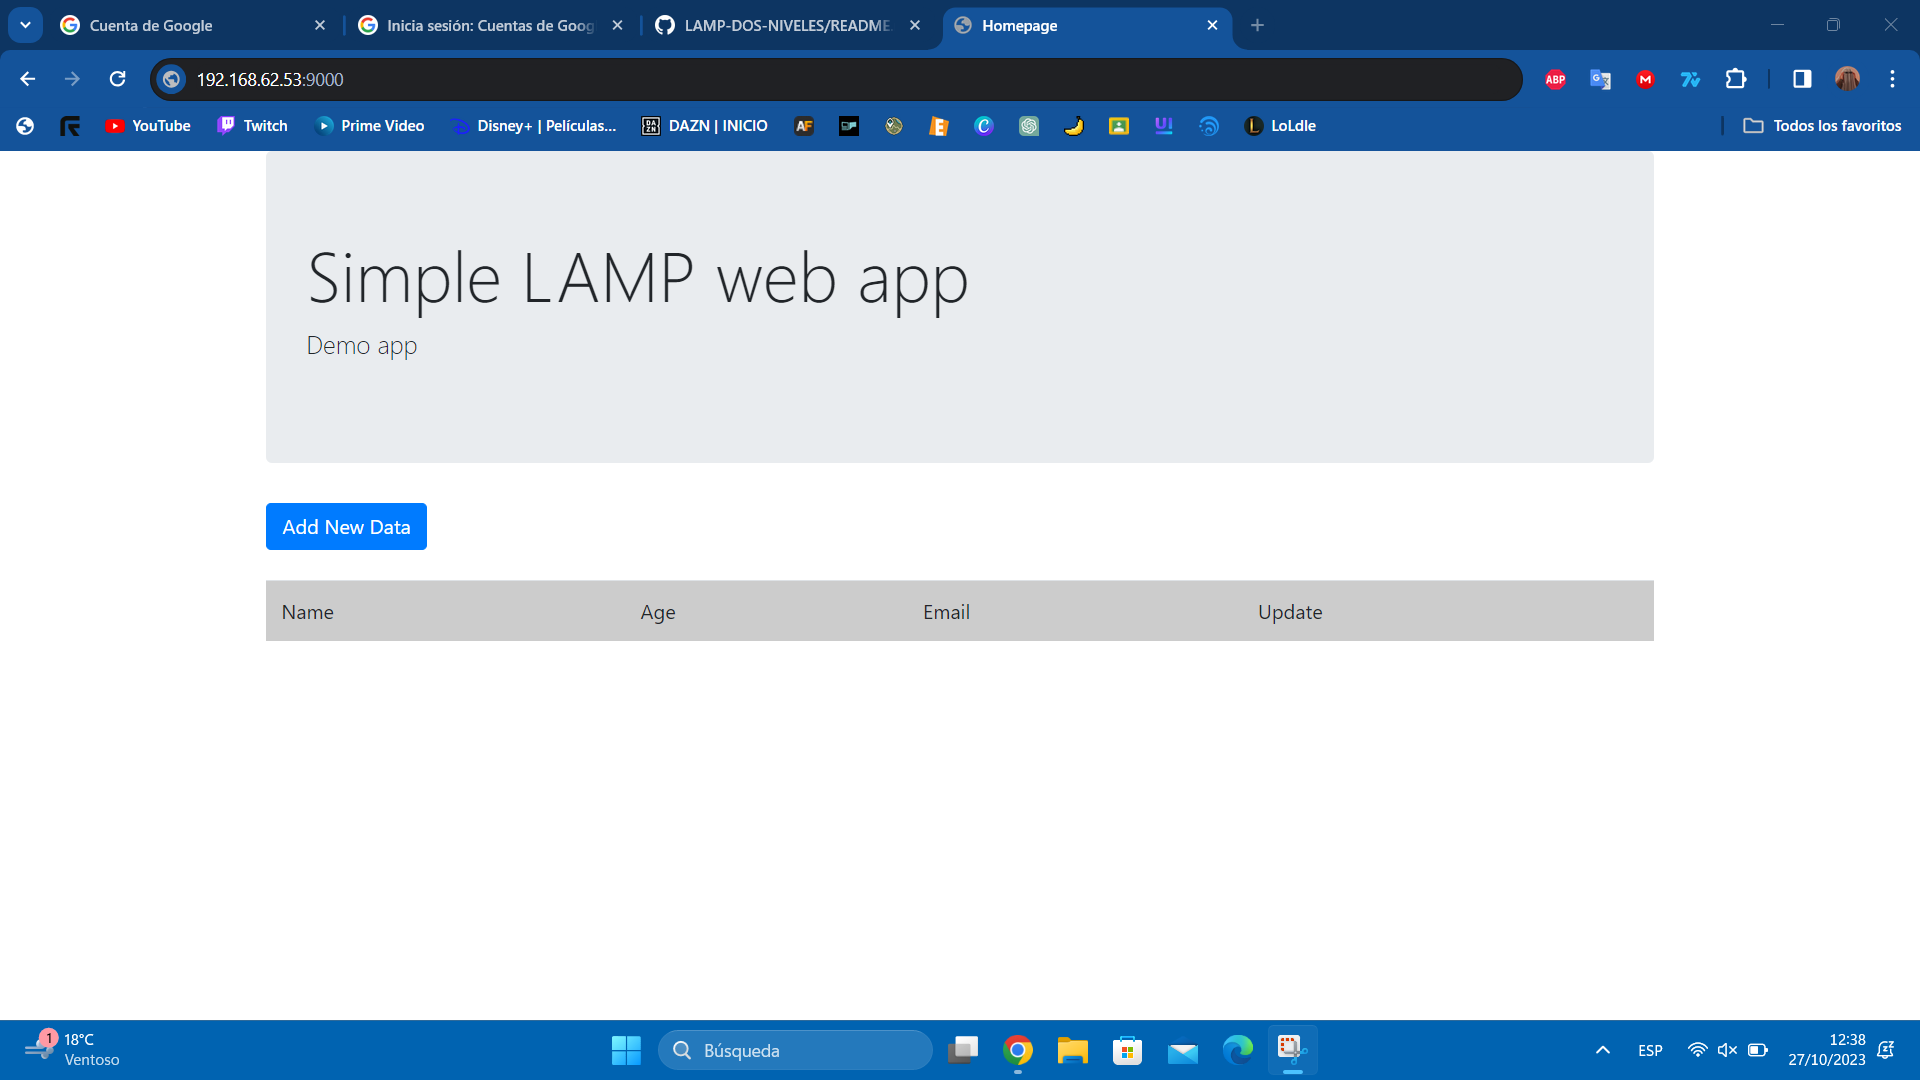 Cuenta de Google
Inicia sesión: Cuentas de Goog
LAMP-DOS-NIVELES/README.
Homepage
192.168.62.53:9000
ABP
YouTube
Twitch
Prime Video
Disney+ | Películas...
DAZN | INICIO
AF
LoLdle
Todos los favoritos
Simple LAMP web app
Demo app
Add New Data
Name Age Email Update
1
18°C
Ventoso
Búsqueda
ESP
12:38
27/10/2023